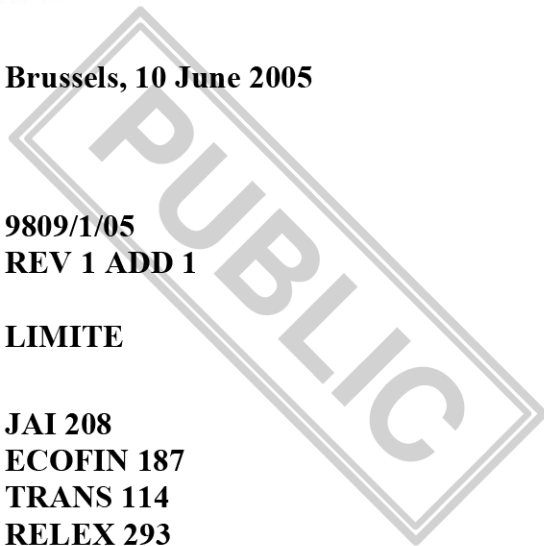 Brussels, 10 June 2005
9809/1/05
REV 1 ADD 1
LIMITE
JAI 208
ECOFIN 187
TRANS 114
RELEX 293
PUBLIC